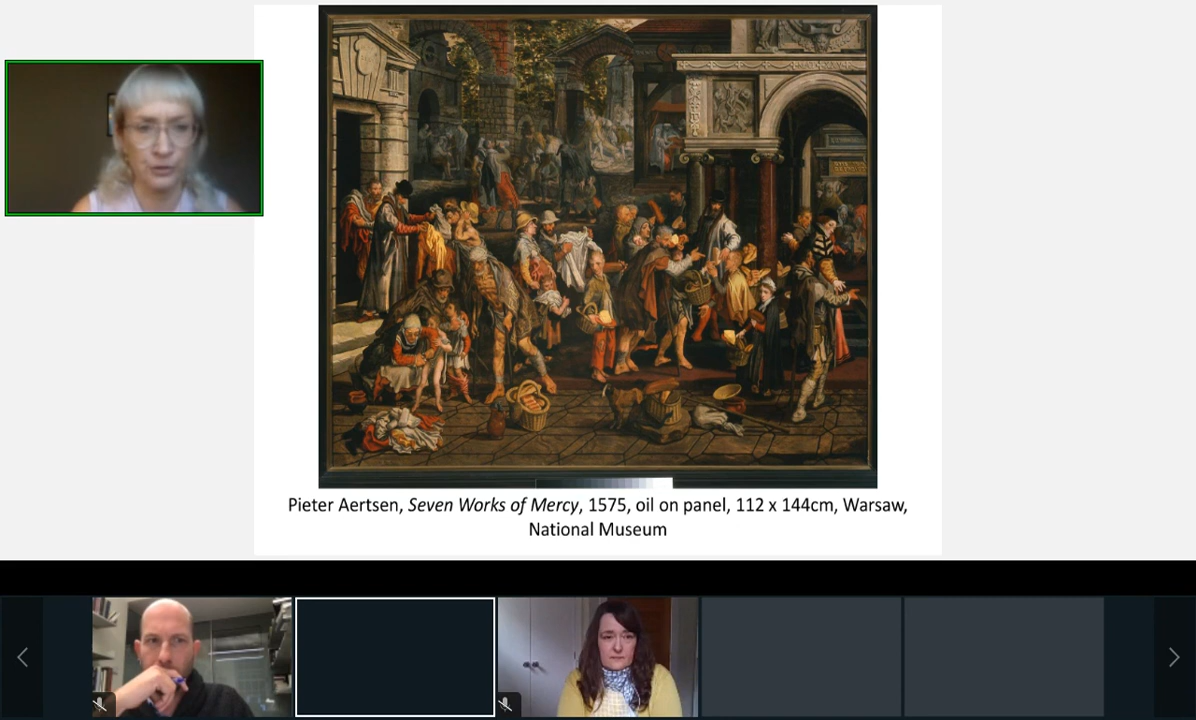 Pieter Aertsen, Seven Works of Mercy, 1575, oil on panel, 112 x 144cm, Warsaw,
National Museum